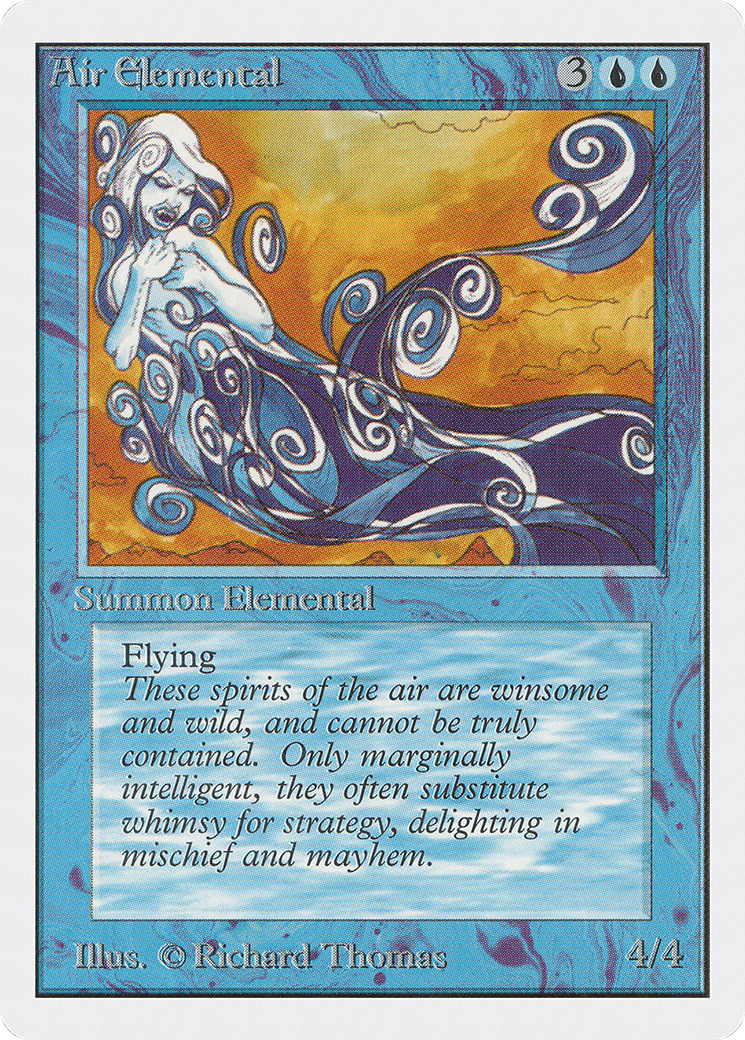 Air Elemental 3
Summon Elemental
Flying
These spirits of the air are winsome
and wild, and cannot be truly
contained. Only marginally
intelligent, they often substitute
whimsy for strategy, delighting in
mischief and mayhem.
Illus. © Richard Thomas 4/4